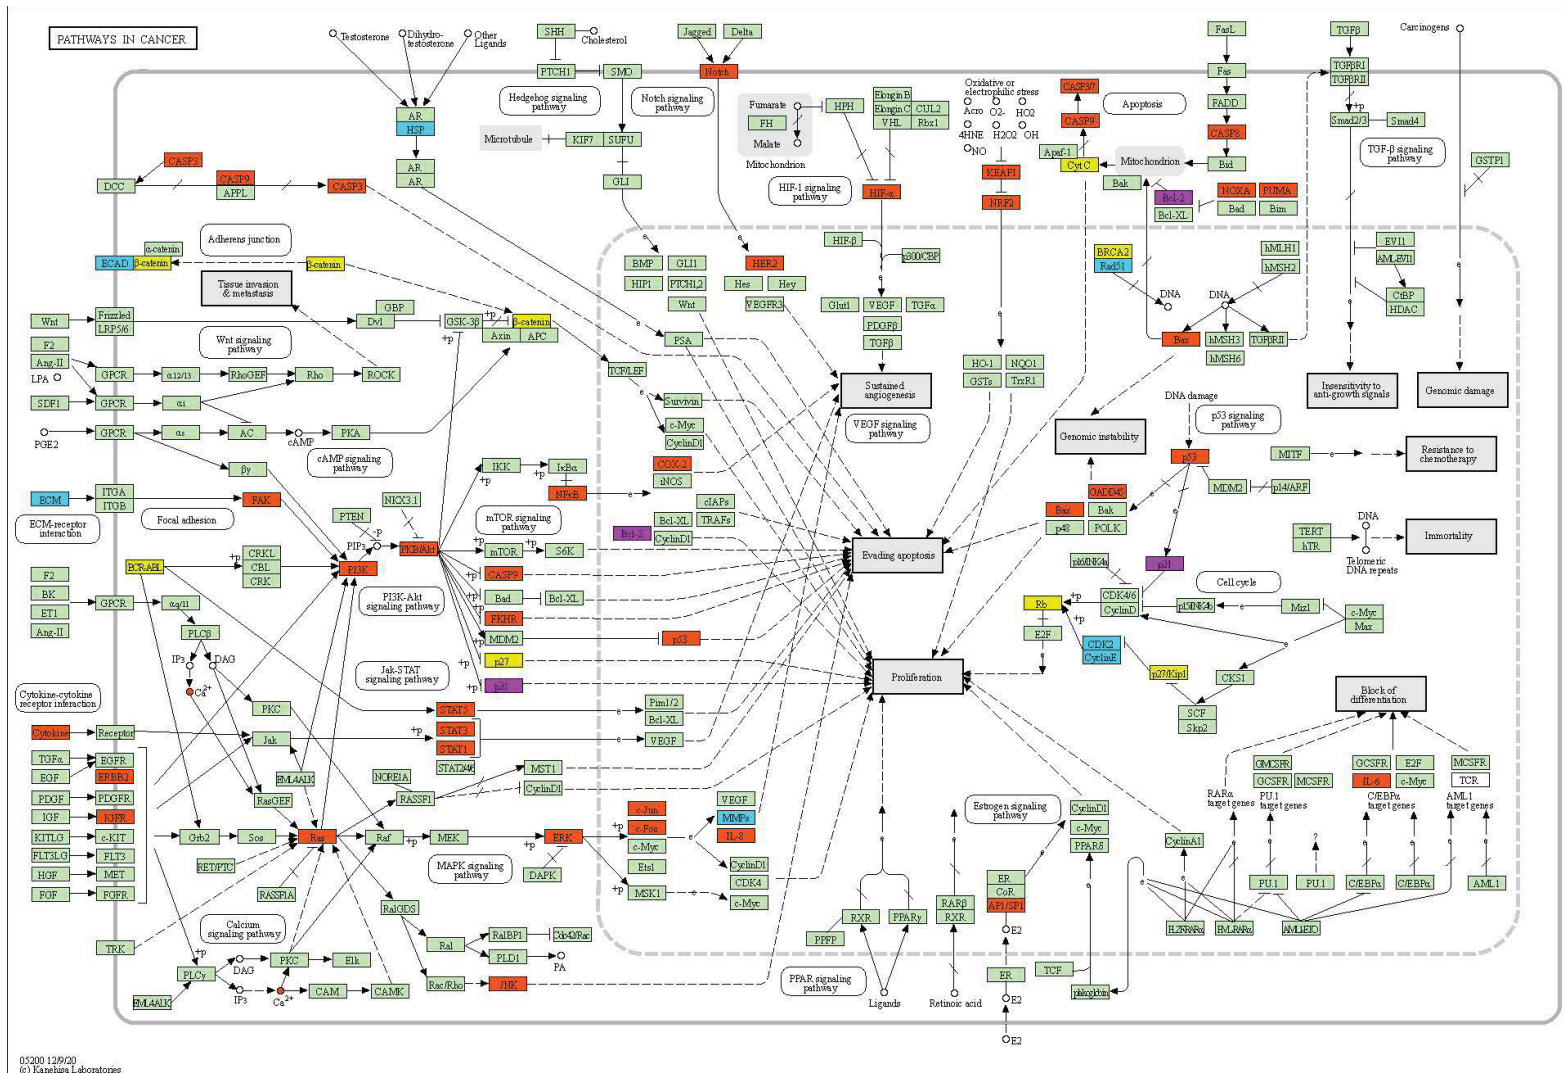 PATHWAYS IN CANCER
Testosterone
Dihydro-
testosterone
Other
Ligands
SHH
Cholesterol
PTCH1
SMO
Hedgehog signaling
pathway
Jagged
Delta
Notch
Notch signaling
pathway
Fumarate
FH
Malate
Mitochondrion
HPH
Elongin B
Elongin C
CUL2
VHL
Rbx1
HIF-1 signaling
pathway
HIF-α
Oxidative or
electrophilic stress
Acro
O2-
HO2
4HNE
H2O2
OH
NO
KEAP1
NRF2
CASP3/7
CASP9
Apaf-1
Cyt C
Apoptosis
Mitochondrion
Bak
Bcl-2
Bcl-XL
FasL
Fas
FADD
CASP8
Bid
NOXA
PUMA
Bad
Bim
TGFβ
TGFβRI
TGFβRII
+p
Smad2/3
Smad4
TGF-β signaling
pathway
Carcinogens
GSTP1
AR
HSP
AR
AR
Microtubule
KIF7
SUFU
GLI
CASP3
DCC
CASP9
APPL
CASP3
Adherens junction
α-catenin
ECAD
β-catenin
β-catenin
Tissue invasion
& metastasis
Wnt
Frizzled
LRP5/6
GBP
Dvl
GSK-3β
+p
+p
β-catenin
Axin
APC
Wnt signaling
pathway
F2
Ang-II
LPA
GPCR
α12/13
RhoGEF
Rho
ROCK
SDF1
GPCR
αi
PGE2
GPCR
αs
AC
cAMP
PKA
cAMP signaling
pathway
βγ
ECM
ITGA
ITGB
FAK
ECM-receptor
interaction
Focal adhesion
NKX3.1
PTEN
-p
PIP3
PKB/Akt
BCR-ABL
+p
CRKL
CBL
CRK
PI3K
PI3K-Akt
signaling pathway
F2
BK
ET1
Ang-II
GPCR
αq/11
PLCβ
IP3
DAG
Ca2+
Jak-STAT
signaling pathway
Cytokine-cytokine
receptor interaction
PKC
Cytokine
Receptor
Jak
TGFα
EGFR
EGF
ERBB2
PDGF
PDGFR
IGF
IGFR
KITLG
c-KIT
FLT3LG
FLT3
HGF
MET
FGF
FGFR
TRK
EML4ALK
RasGEF
Grb2
Sos
Ras
RET/PTC
RASSF1A
NORE1A
RASSF1
MST1
CyclinD1
Raf
+p
MEK
+p
ERK
DAPK
MAPK signaling
pathway
Calcium
signaling pathway
RalGDS
Ral
RalBP1
Cdc42/Rac
PLD1
PA
Rac/Rho
JNK
+p
PLCγ
DAG
IP3
EML4ALK
PKC
Elk
Ca2+
CAM
CAMK
+p
IKK
IκBα
+p
NFκB
e
mTOR signaling
pathway
mTOR
S6K
+p
CASP9
+p
Bad
Bcl-XL
+p
FKHR
+p
MDM2
p53
+p
p27
+p
p21
STAT5
+p
STAT3
STAT1
STAT2/4/6
e
e
Pim1/2
Bcl-XL
VEGF
+p
c-Jun
c-Fos
c-Myc
Ets1
+p
MSK1
e
e
VEGF
MMPs
IL-8
CyclinD1
CDK4
c-Myc
e
BMP
GLI1
HIP1
PTCH1,2
Wnt
e
HER2
Hes
Hey
VEGFR3
PSA
TCF/LEF
e
Survivin
c-Myc
CyclinD1
COX-2
iNOS
cIAPs
Bcl-XL
TRAFs
Bcl-2
CyclinD1
HIF-β
p300/CBP
e
Glut1
VEGF
TGFα
PDGFβ
TGFβ
Sustained
angiogenesis
VEGF signaling
pathway
e
HO-1
NQO1
GSTs
TrxR1
Evading apoptosis
Proliferation
BRCA2
Rad51
DNA
hMLH1
hMSH2
DNA
Bax
hMSH3
TGFβRII
hMSH6
e
EVI1
AML-EVI1
CtBP
HDAC
e
Insensitivity to
anti-growth signals
Genomic damage
Genomic instability
DNA damage
p53 signaling
pathway
p53
MITF
e
Resistance to
chemotherapy
GADD45
Bax
Bak
p48
POLK
e
e
MDM2
p14/ARF
TERT
hTR
DNA
Telomeric
DNA repeats
Immortality
p16/INK4a
p21
Cell cycle
Rb
+p
CDK4/6
CyclinD
p15/INK4b
e
Miz1
c-Myc
Max
E2F
e
+p
CDK2
CyclinE
p27/Kip1
e
CKS1
SCF
Skp2
Block of
differentiation
GMCSFR
GCSFR
MCSFR
RARα
target genes
PU.1
target genes
GCSFR
E2F
IL-6
c-Myc
C/EBPα
target genes
MCSFR
TCR
AML1
target genes
e
e
?
e
e
e
PU.1
PU.1
C/EBPα
C/EBPα
AML1
PLZF-RARα
PML-RARα
AML1-ETO
CyclinA1
e
e
Estrogen signaling
pathway
CyclinD1
c-Myc
PPARδ
e
ER
CoR
AP1/SP1
e
E2
ER
e
E2
E2
TCF
plakoglobin
e
RXR
PPARγ
PPFP
PPAR signaling
pathway
Ligands
e
RARβ
RXR
Retinoic acid
05200 12/9/20
(c) Kanehisa Laboratories